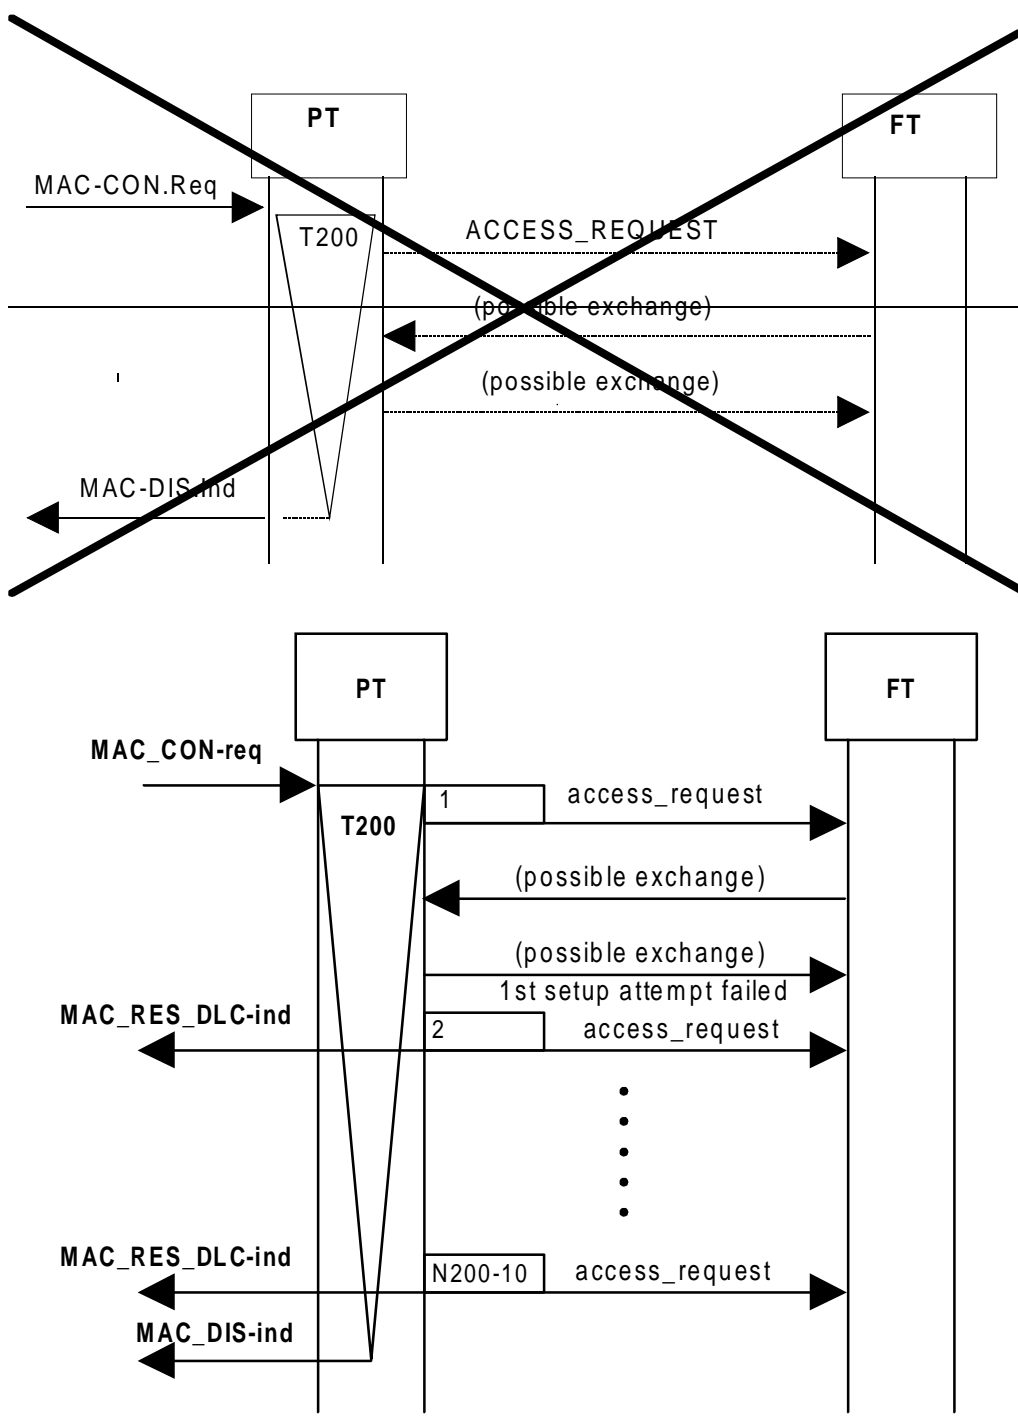 PT
FT
MAC-CON.Req
T200
ACCESS_REQUEST
(possible exchange)
(possible exchange)
MAC-DIS.Ind
PT
FT
MAC_CON-req
1
access_request
T200
(possible exchange)
(possible exchange)
1st setup attempt failed
MAC_RES_DLC-ind
2
access_request
MAC_RES_DLC-ind
N200-10
access_request
MAC_DIS-ind